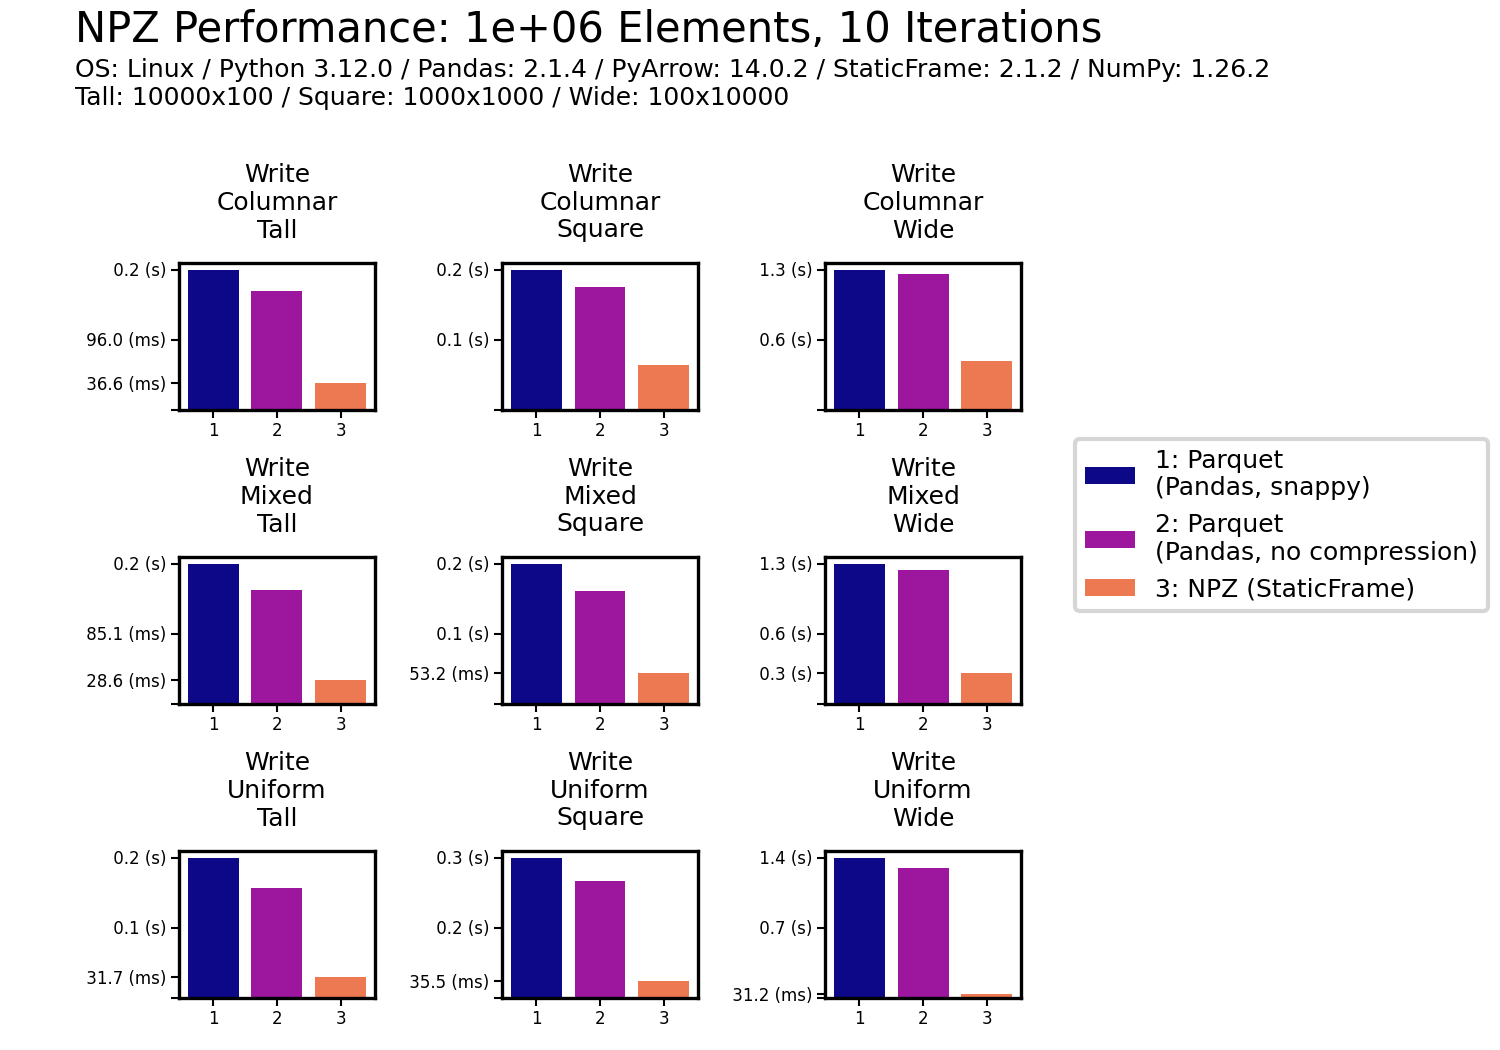 NPZ Performance: 1e+06 Elements, 10 Iterations
OS: Linux / Python 3.12.0 / Pandas: 2.1.4 / PyArrow: 14.0.2 / StaticFrame: 2.1.2 / NumPy: 1.26.2
Tall: 10000x100 / Square: 1000x1000 / Wide: 100x10000
Write
Columnar
Tall
0.2 (s)
96.0 (ms)
36.6 (ms)
1 2 3
Write
Columnar
Square
0.2 (s)
0.1 (s)
1 2 3
Write
Columnar
Wide
1.3 (s)
0.6 (s)
1 2 3
Write
Mixed
Tall
0.2 (s)
85.1 (ms)
28.6 (ms)
1 2 3
Write
Mixed
Square
0.2 (s)
0.1 (s)
53.2 (ms)
1 2 3
Write
Mixed
Wide
1.3 (s)
0.6 (s)
0.3 (s)
1 2 3
Write
Uniform
Tall
0.2 (s)
0.1 (s)
31.7 (ms)
1 2 3
Write
Uniform
Square
0.3 (s)
0.2 (s)
35.5 (ms)
1 2 3
Write
Uniform
Wide
1.4 (s)
0.7 (s)
31.2 (ms)
1 2 3
1: Parquet
(Pandas, snappy)
2: Parquet
(Pandas, no compression)
3: NPZ (StaticFrame)